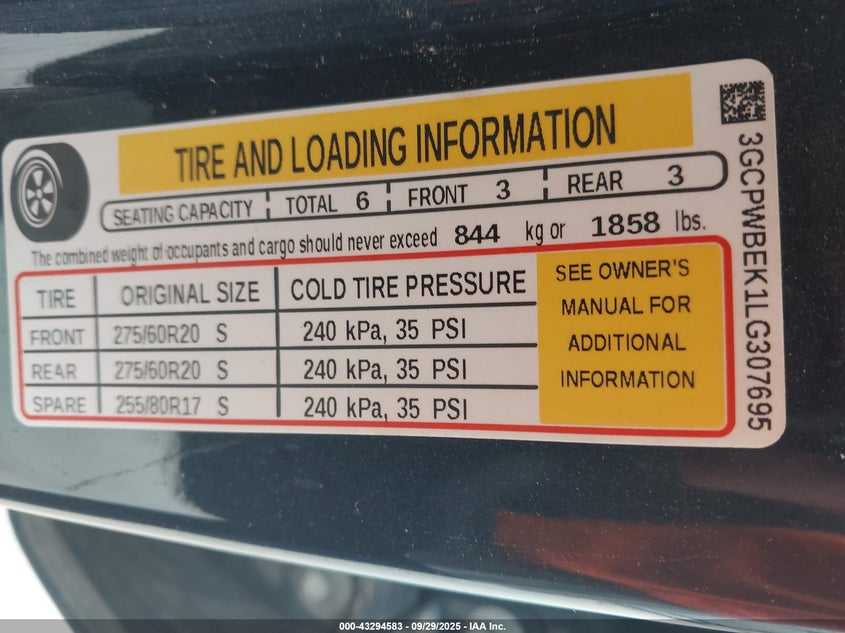 TIRE AND LOADING INFORMATION
SEATING CAPACITY TOTAL 6 FRONT 3 REAR 3
The combined weight of occupants and cargo should never exceed 844 kg or 1858 lbs.
TIRE ORIGINAL SIZE COLD TIRE PRESSURE
FRONT 275/60R20 S 240 kPa, 35 PSI
REAR 275/60R20 S 240 kPa, 35 PSI
SPARE 255/80R17 S 240 kPa, 35 PSI
SEE OWNER'S
MANUAL FOR
ADDITIONAL
INFORMATION
3GCPWBEK1LG307695
000-43294583 - 09/29/2025 - IAA Inc.